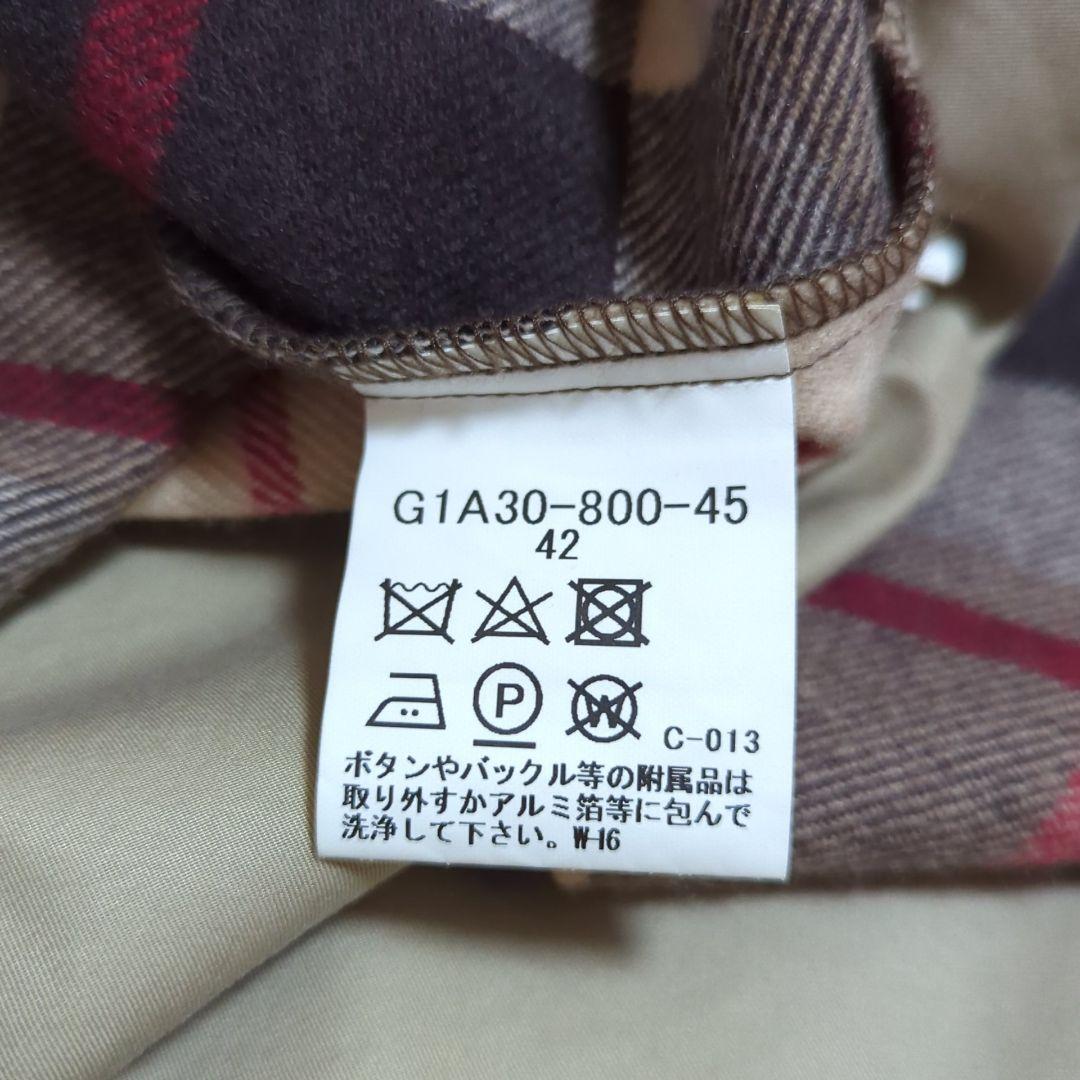 G1A30-800-45
42
P
W
C-013
ボタンやバックル等の附属品は
取り外すかアルミ箔等に包んで
洗浄して下さい。W-16